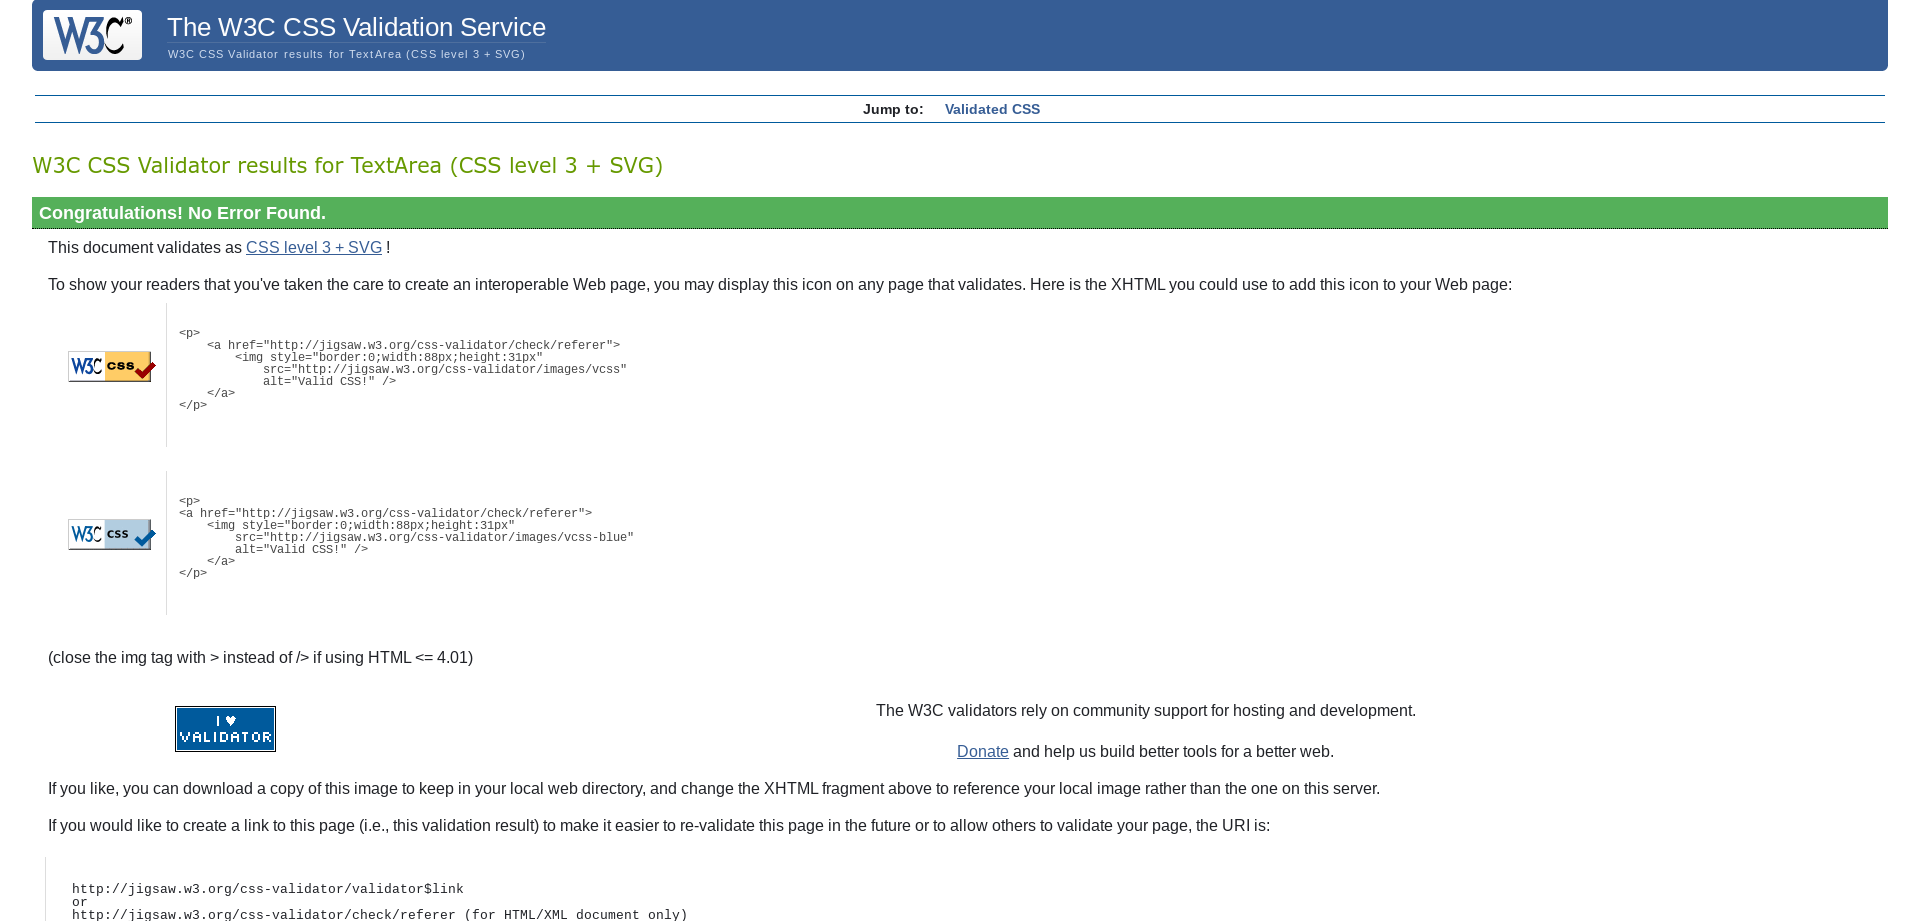 W3C®
The W3C CSS Validation Service
W3C CSS Validator results for TextArea (CSS level 3 + SVG)
Jump to: Validated CSS
W3C CSS Validator results for TextArea (CSS level 3 + SVG)
Congratulations! No Error Found.
This document validates as CSS level 3 + SVG !
To show your readers that you've taken the care to create an interoperable Web page, you may display this icon on any page that validates. Here is the XHTML you could use to add this icon to your Web page:
W3C css
<p>
    <a href="http://jigsaw.w3.org/css-validator/check/referer">
        <img style="border:0;width:88px;height:31px"
            src="http://jigsaw.w3.org/css-validator/images/vcss"
            alt="Valid CSS!" />
    </a>
</p>
W3C css
<p>
<a href="http://jigsaw.w3.org/css-validator/check/referer">
    <img style="border:0;width:88px;height:31px"
        src="http://jigsaw.w3.org/css-validator/images/vcss-blue"
        alt="Valid CSS!" />
    </a>
</p>
(close the img tag with > instead of /> if using HTML <= 4.01)
I ♥
VALIDATOR
The W3C validators rely on community support for hosting and development.
Donate and help us build better tools for a better web.
If you like, you can download a copy of this image to keep in your local web directory, and change the XHTML fragment above to reference your local image rather than the one on this server.
If you would like to create a link to this page (i.e., this validation result) to make it easier to re-validate this page in the future or to allow others to validate your page, the URI is:
http://jigsaw.w3.org/css-validator/validator$link
or
http://jigsaw.w3.org/css-validator/check/referer (for HTML/XML document only)